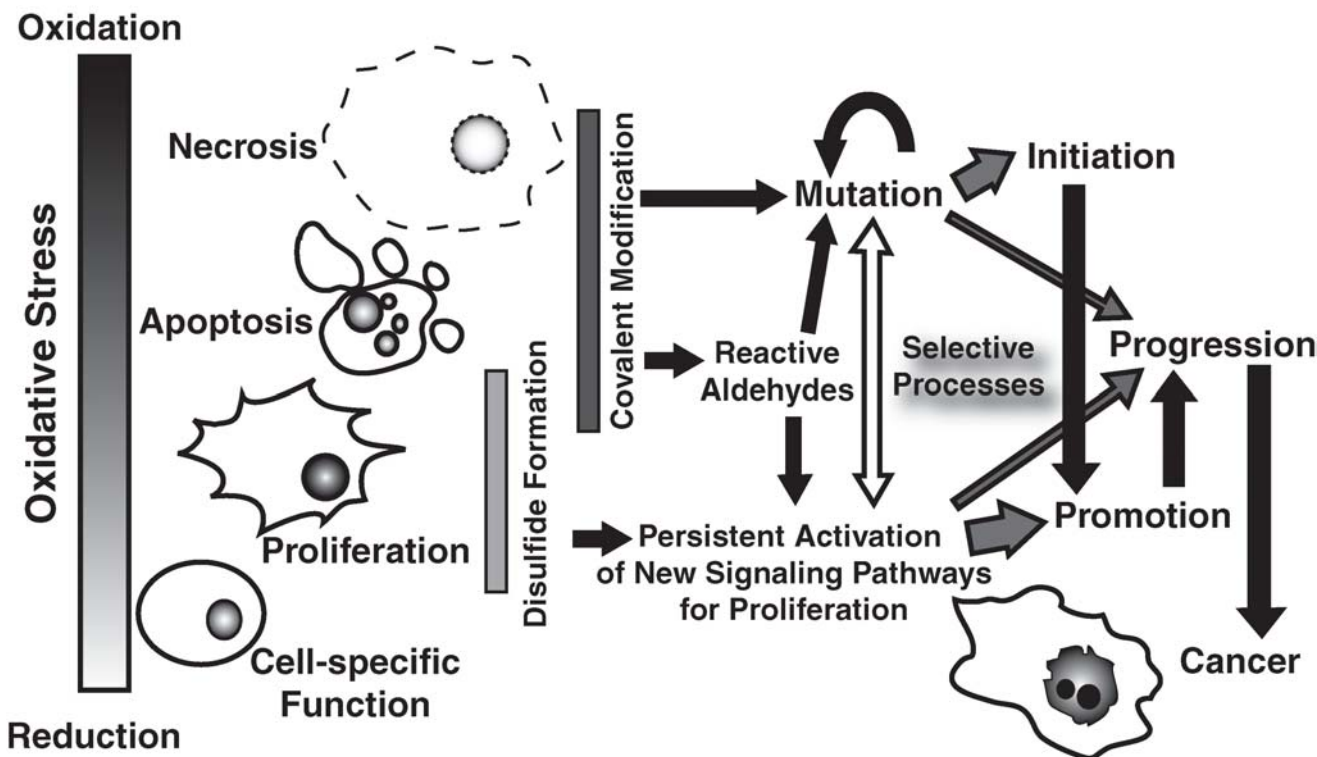 Oxidation
Oxidative Stress
Reduction
Necrosis
Apoptosis
Proliferation
Cell-specific
Function
Covalent Modification
Disulfide Formation
Mutation
Initiation
Reactive
Aldehydes
Selective
Processes
Progression
Persistent Activation
of New Signaling Pathways
for Proliferation
Promotion
Cancer